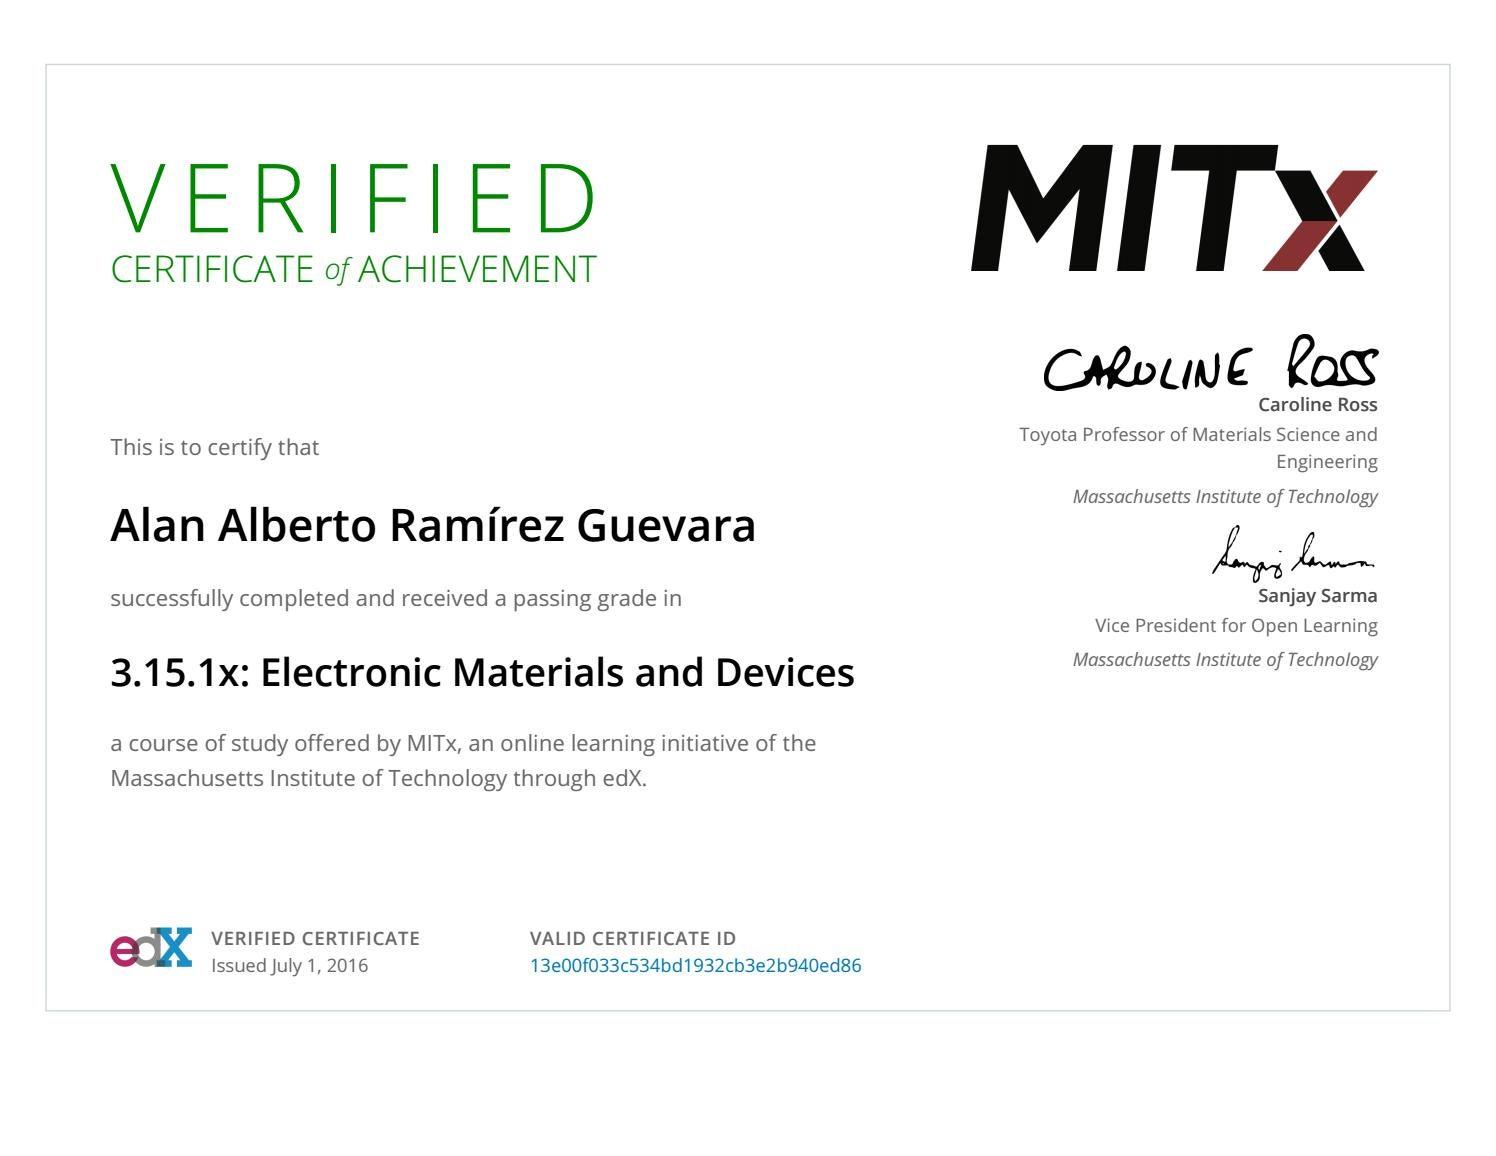 VERIFIED
CERTIFICATE of ACHIEVEMENT
MITx
CAROLINE ROSS
Caroline Ross
Toyota Professor of Materials Science and
Engineering
Massachusetts Institute of Technology
Sanjay Sarma
Sanjay Sarma
Vice President for Open Learning
Massachusetts Institute of Technology
This is to certify that
Alan Alberto Ramírez Guevara
successfully completed and received a passing grade in
3.15.1x: Electronic Materials and Devices
a course of study offered by MITx, an online learning initiative of the
Massachusetts Institute of Technology through edX.
edX
VERIFIED CERTIFICATE
Issued July 1, 2016
VALID CERTIFICATE ID
13e00f033c534bd1932cb3e2b940ed86